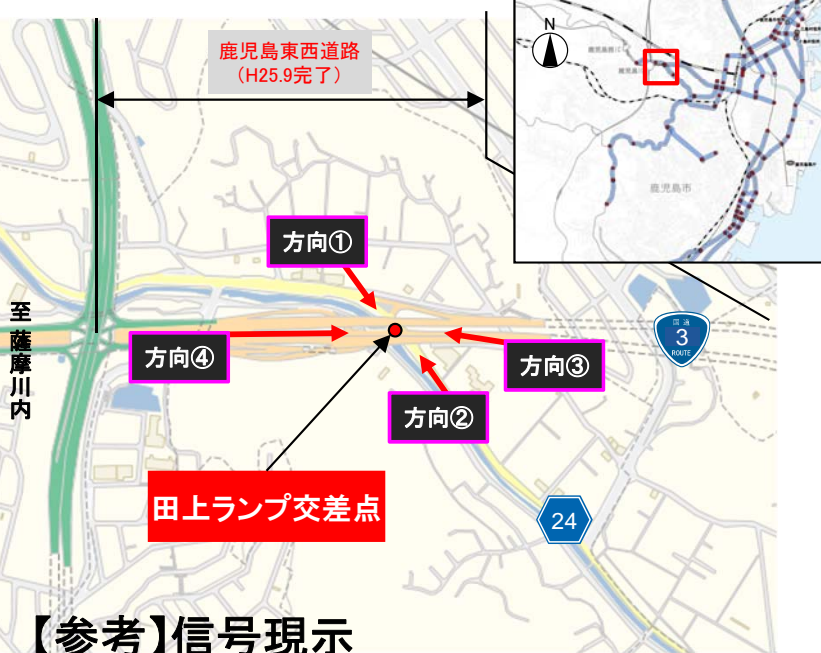 鹿児島東西道路
（H25.9完了）
N
鹿児島市
方向①
至 薩摩川内
方向④
方向③
国道
3
ROUTE
方向②
田上ランプ交差点
24
【参考】信号現示